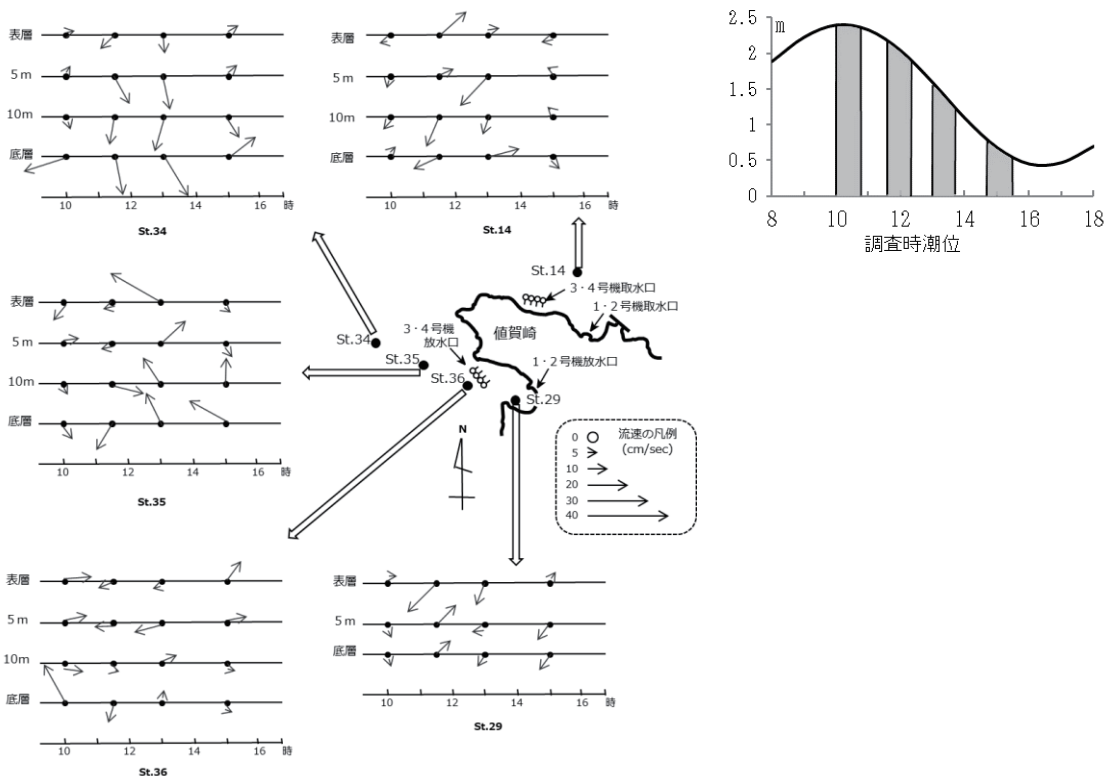 表層
5m
10m
底層
10 12 14 16 時
St.34
表層
5m
10m
底層
10 12 14 16 時
St.14
2.5
m
2
1.5
1
0.5
0
8 10 12 14 16 18
調査時潮位
表層
5m
10m
底層
10 12 14 16 時
St.35
St.14
3・4号機取水口
1・2号機取水口
値賀崎
3・4号機
放水口
St.34
St.35
1・2号機放水口
St.36
St.29
N
0 流速の凡例
5 (cm/sec)
10
20
30
40
表層
5m
10m
底層
10 12 14 16 時
St.36
表層
5m
底層
10 12 14 16 時
St.29